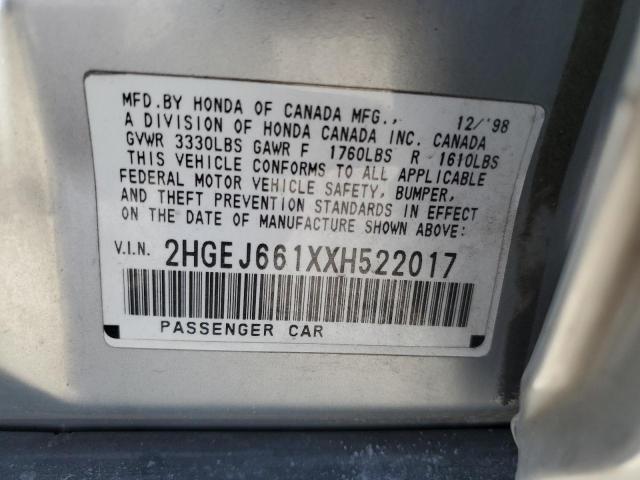 MFD.BY HONDA OF CANADA MFG., 12/'98
A DIVISION OF HONDA CANADA INC. CANADA
GVWR 3330LBS GAWR F 1760LBS R 1610LBS
THIS VEHICLE CONFORMS TO ALL APPLICABLE
FEDERAL MOTOR VEHICLE SAFETY, BUMPER,
AND THEFT PREVENTION STANDARDS IN EFFECT
ON THE DATE OF MANUFACTURE SHOWN ABOVE:
V.I.N. 2HGEJ661XXH522017
PASSENGER CAR